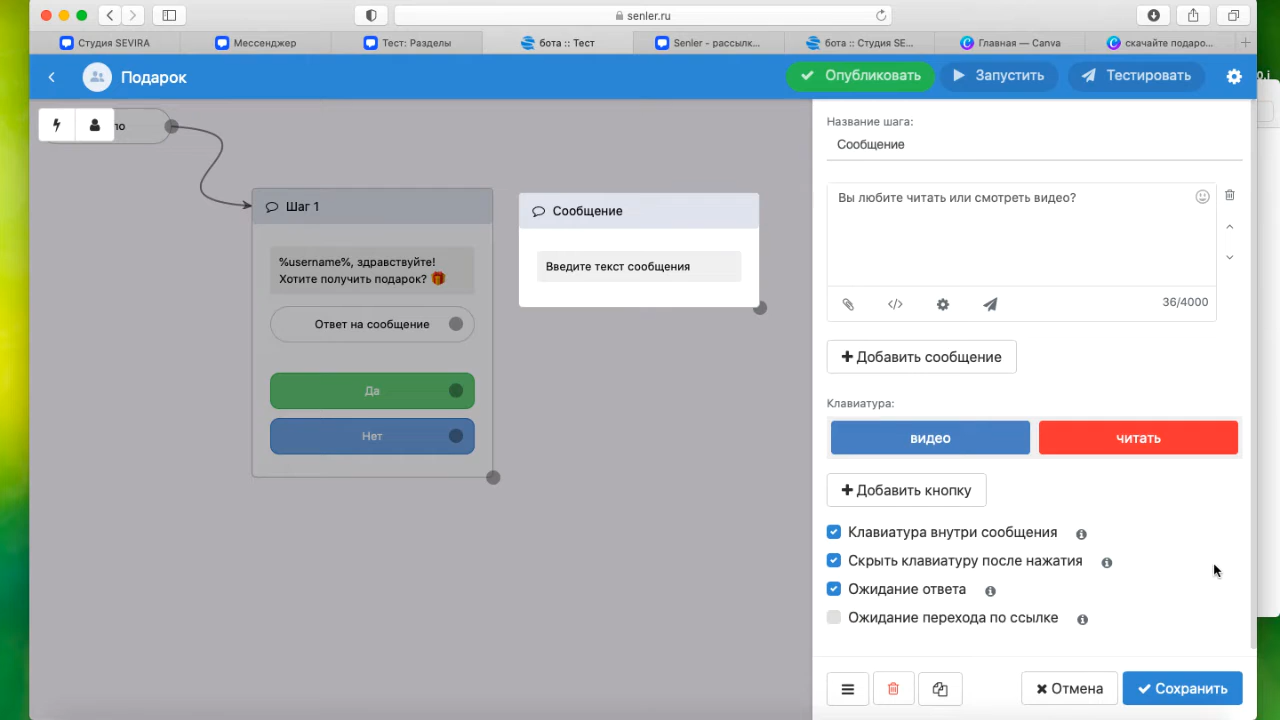 senler.ru
Студия SEVIRA
Мессенджер
Тест: Разделы
бота :: Тест
Senler - рассылк...
бота :: Студия SE...
Главная — Canva
скачайте подаро...
Подарок
Опубликовать
Запустить
Тестировать
Шаг 1
%username%, здравствуйте!
Хотите получить подарок? 🎁
Ответ на сообщение
Да
Нет
Сообщение
Введите текст сообщения
Название шага:
Сообщение
Вы любите читать или смотреть видео?
36/4000
Добавить сообщение
Клавиатура:
видео
читать
Добавить кнопку
Клавиатура внутри сообщения
Скрыть клавиатуру после нажатия
Ожидание ответа
Ожидание перехода по ссылке
Отмена
Сохранить